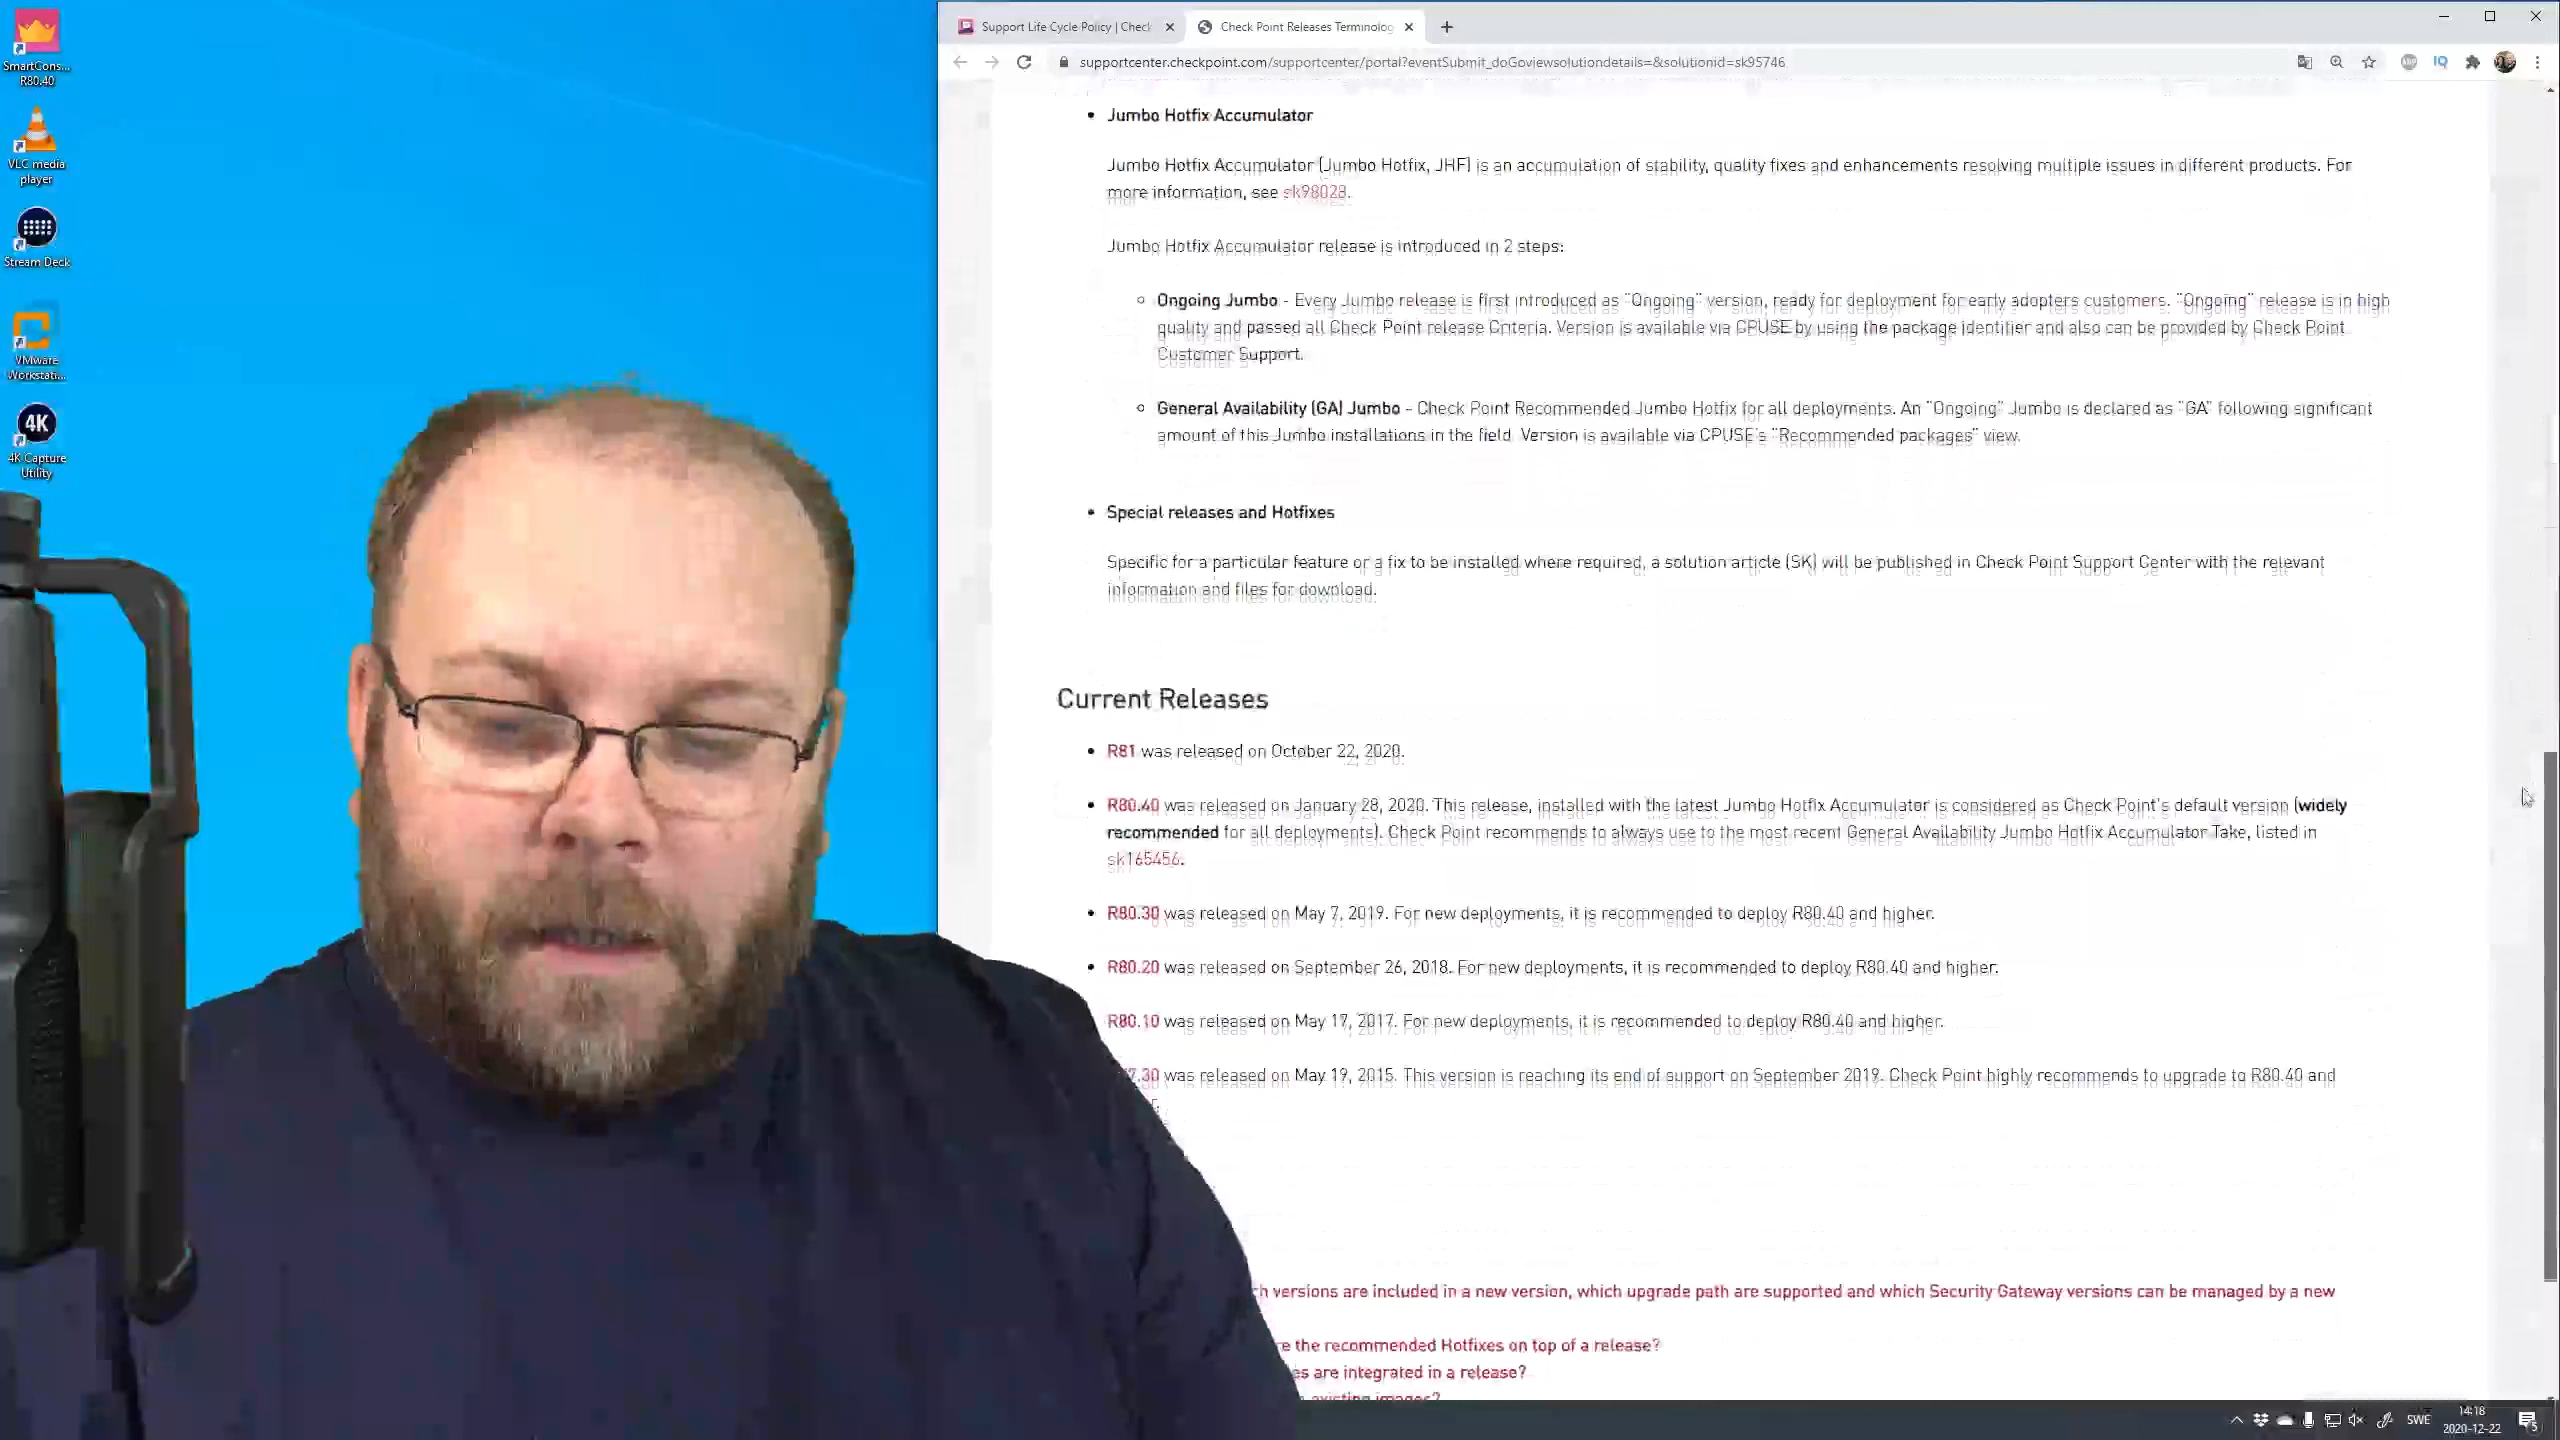 SmartCons...
R80.40
VLC media
player
Stream Deck
VMware
Workstati...
4K
4K Capture
Utility
Support Life Cycle Policy | Check
Check Point Releases Terminolog
supportcenter.checkpoint.com/supportcenter/portal?eventSubmit_doGoviewsolutiondetails=&solutionid=sk95746
Jumbo Hotfix Accumulator
Jumbo Hotfix Accumulator (Jumbo Hotfix, JHF) is an accumulation of stability, quality fixes and enhancements resolving multiple issues in different products. For
more information, see sk98028.
Jumbo Hotfix Accumulator release is introduced in 2 steps:
Ongoing Jumbo - Every Jumbo release is first introduced as "Ongoing" version, ready for deployment for early adopters customers. "Ongoing" release is in high
quality and passed all Check Point release Criteria. Version is available via CPUSE by using the package identifier and also can be provided by Check Point
Customer Support.
General Availability (GA) Jumbo - Check Point Recommended Jumbo Hotfix for all deployments. An "Ongoing" Jumbo is declared as "GA" following significant
amount of this Jumbo installations in the field. Version is available via CPUSE's "Recommended packages" view.
Special releases and Hotfixes
Specific for a particular feature or a fix to be installed where required, a solution article (SK) will be published in Check Point Support Center with the relevant
information and files for download.
Current Releases
R81 was released on October 22, 2020.
R80.40 was released on January 28, 2020. This release, installed with the latest Jumbo Hotfix Accumulator is considered as Check Point's default version (widely
recommended for all deployments). Check Point recommends to always use to the most recent General Availability Jumbo Hotfix Accumulator Take, listed in
sk165456.
R80.30 was released on May 7, 2019. For new deployments, it is recommended to deploy R80.40 and higher.
R80.20 was released on September 26, 2018. For new deployments, it is recommended to deploy R80.40 and higher.
R80.10 was released on May 17, 2017. For new deployments, it is recommended to deploy R80.40 and higher.
7.30 was released on May 19, 2015. This version is reaching its end of support on September 2019. Check Point highly recommends to upgrade to R80.40 and
versions are included in a new version, which upgrade path are supported and which Security Gateway versions can be managed by a new
the recommended Hotfixes on top of a release?
are integrated in a release?
existing images?
SWE
14:18
2020-12-22
5